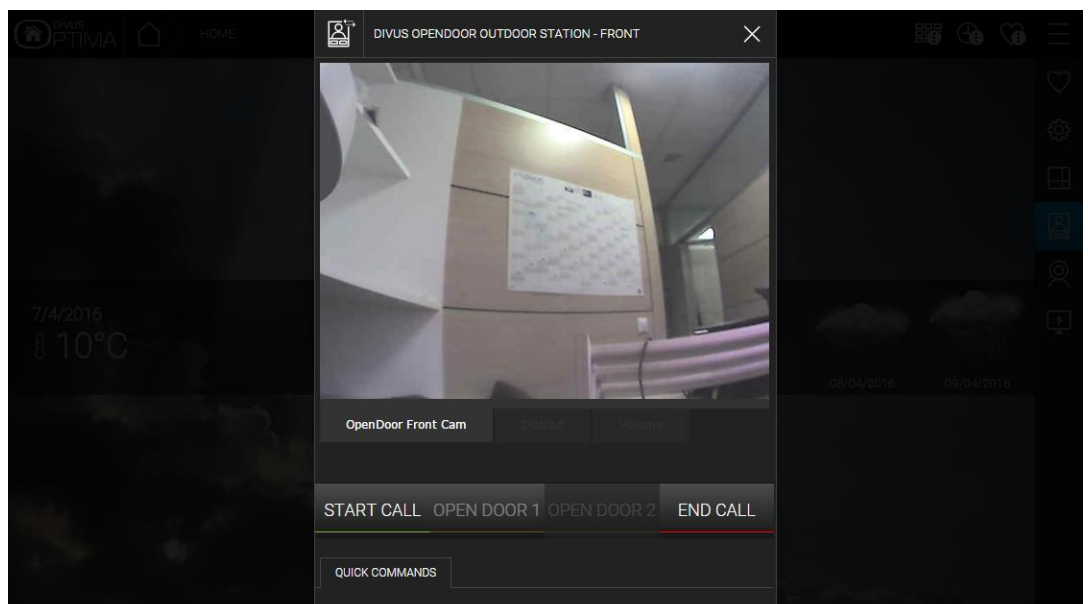 DIVUS
OPTIMA
HOME
DIVUS OPENDOOR OUTDOOR STATION - FRONT
7/4/2016
10°C
08/04/2016
09/04/2016
OpenDoor Front Cam
Dialpad
Volume
START CALL
OPEN DOOR 1
OPEN DOOR 2
END CALL
QUICK COMMANDS